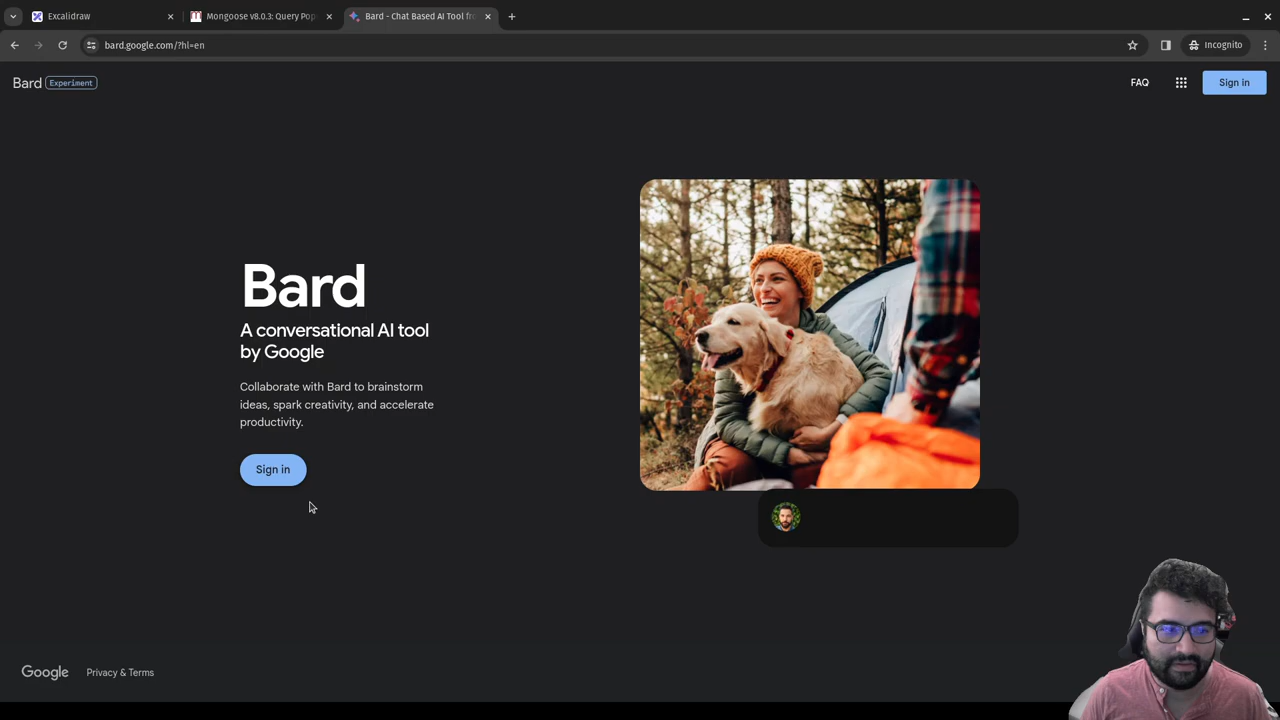 Excalidraw
Mongoose v8.0.3: Query Pop
Bard - Chat Based AI Tool fr
bard.google.com/?hl=en
Incognito
Bard Experiment
FAQ
Sign in
Bard
A conversational AI tool
by Google
Collaborate with Bard to brainstorm
ideas, spark creativity, and accelerate
productivity.
Sign in
Google
Privacy & Terms